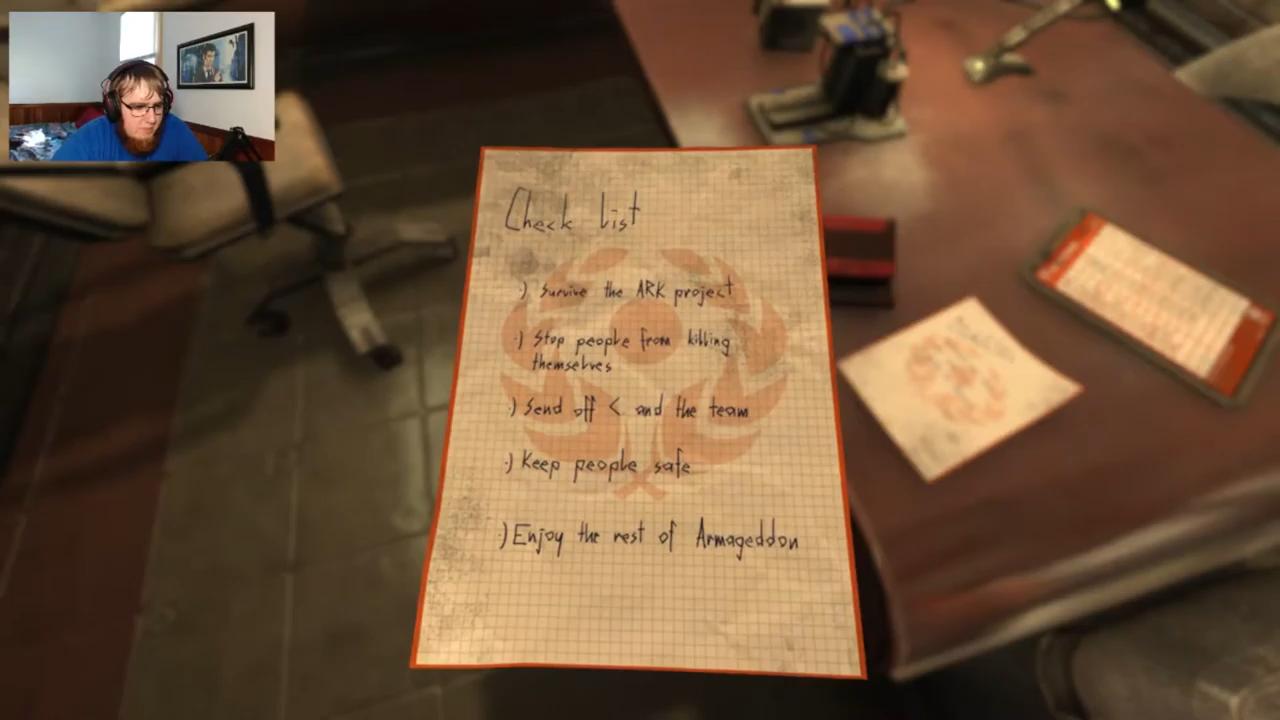 Check list
·) Survive the ARK project
·) Stop people from killing
themselves
·) Send off < and the team
·) Keep people safe
·) Enjoy the rest of Armageddon